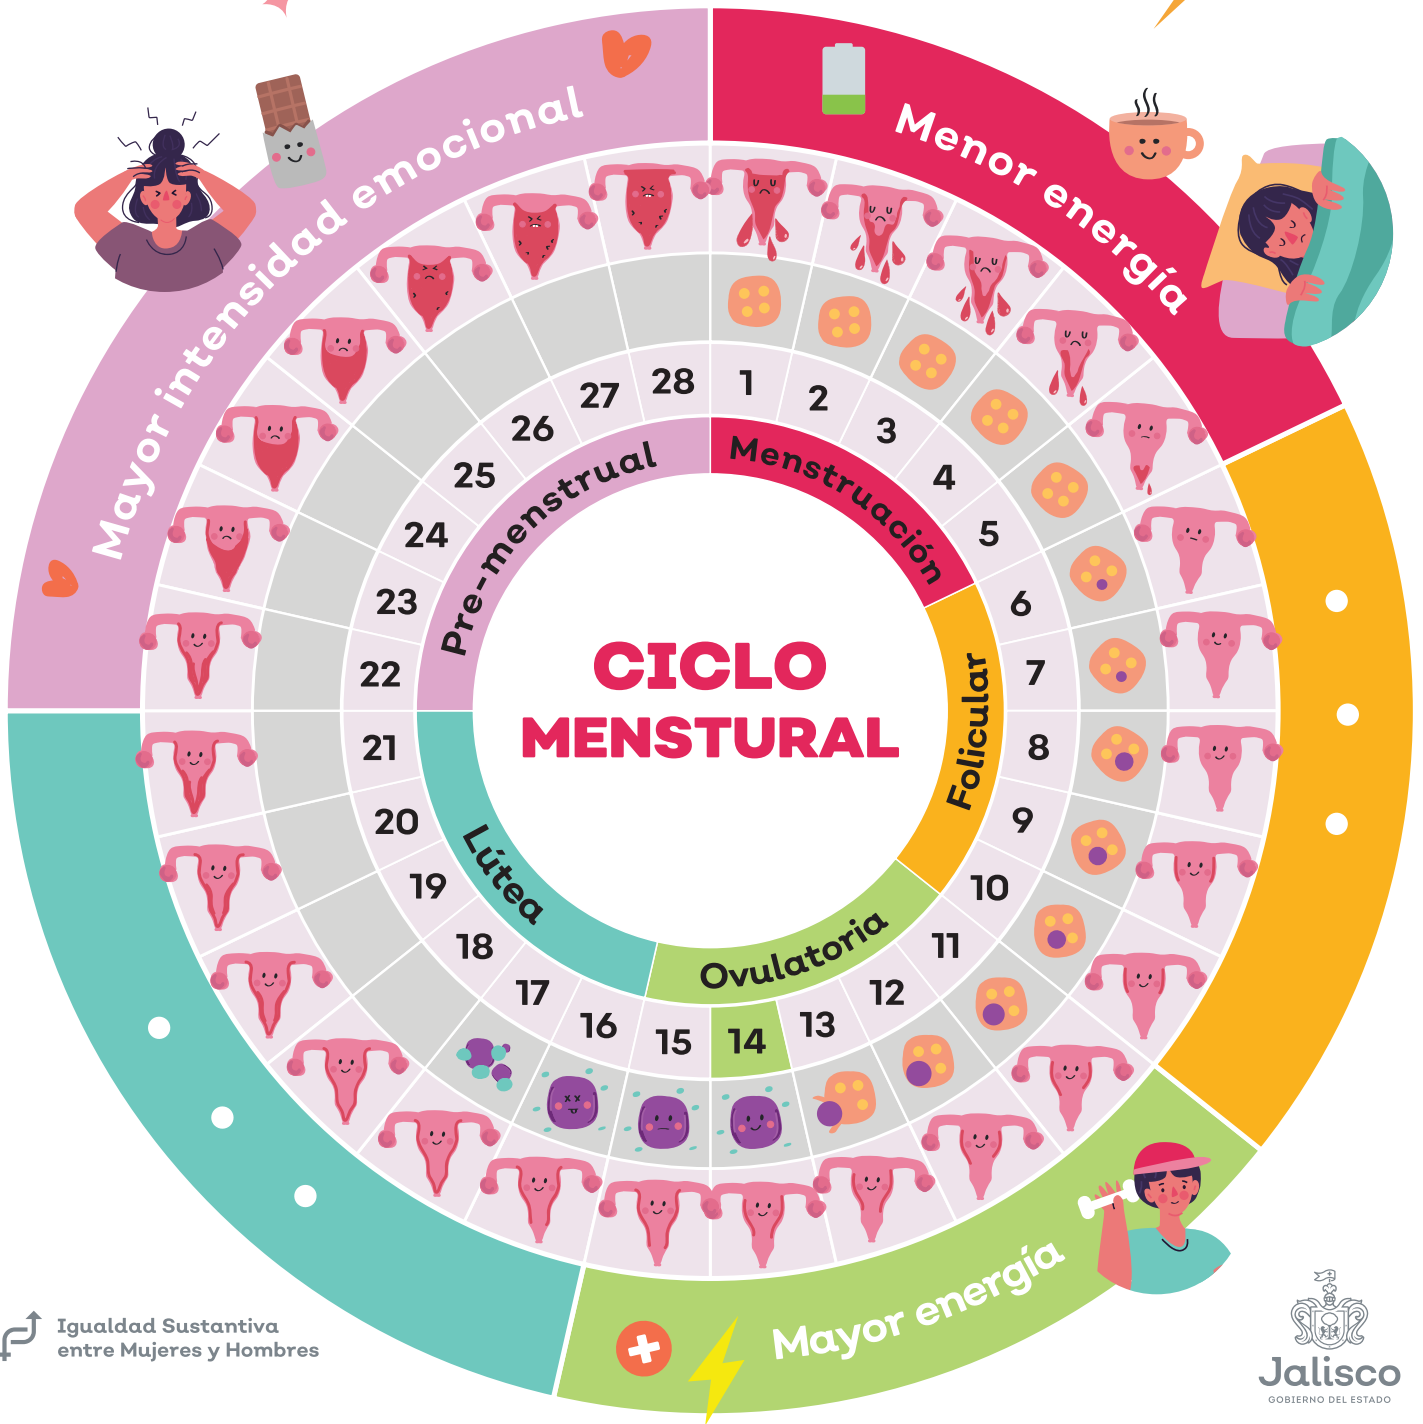 CICLO
MENSTURAL
Menor energía
Mayor energía
Mayor intensidad emocional
Menstruación
Folicular
Ovulatoria
Lútea
Pre-menstrual
1
2
3
4
5
6
7
8
9
10
11
12
13
14
15
16
17
18
19
20
21
22
23
24
25
26
27
28
Igualdad Sustantiva
entre Mujeres y Hombres
Jalisco
GOBIERNO DEL ESTADO